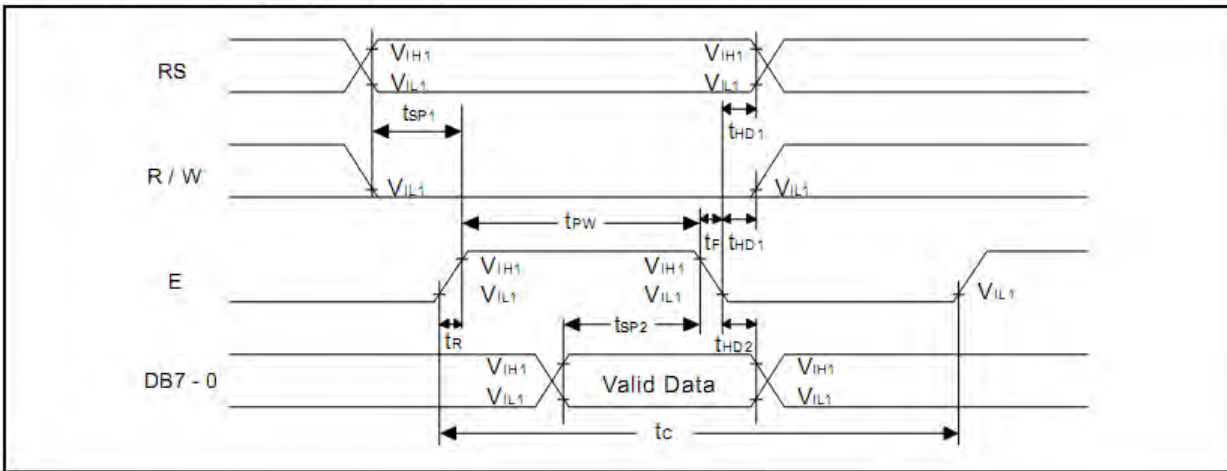 RS
VIH1
VIL1
VIH1
VIL1
tSP1
tHD1
R / W
VIL1
VIL1
tPW
tF
tHD1
E
VIH1
VIL1
VIH1
VIL1
VIL1
tR
tSP2
tHD2
DB7 - 0
VIH1
VIL1
Valid Data
VIH1
VIL1
tC